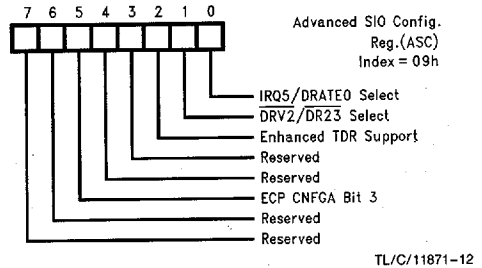 7 6 5 4 3 2 1 0
Advanced SIO Config.
Reg.(ASC)
Index = 09h
IRQ5/DRATE0 Select
DRV2/DR23 Select
Enhanced TDR Support
Reserved
Reserved
ECP CNFGA Bit 3
Reserved
Reserved
TL/C/11871-12